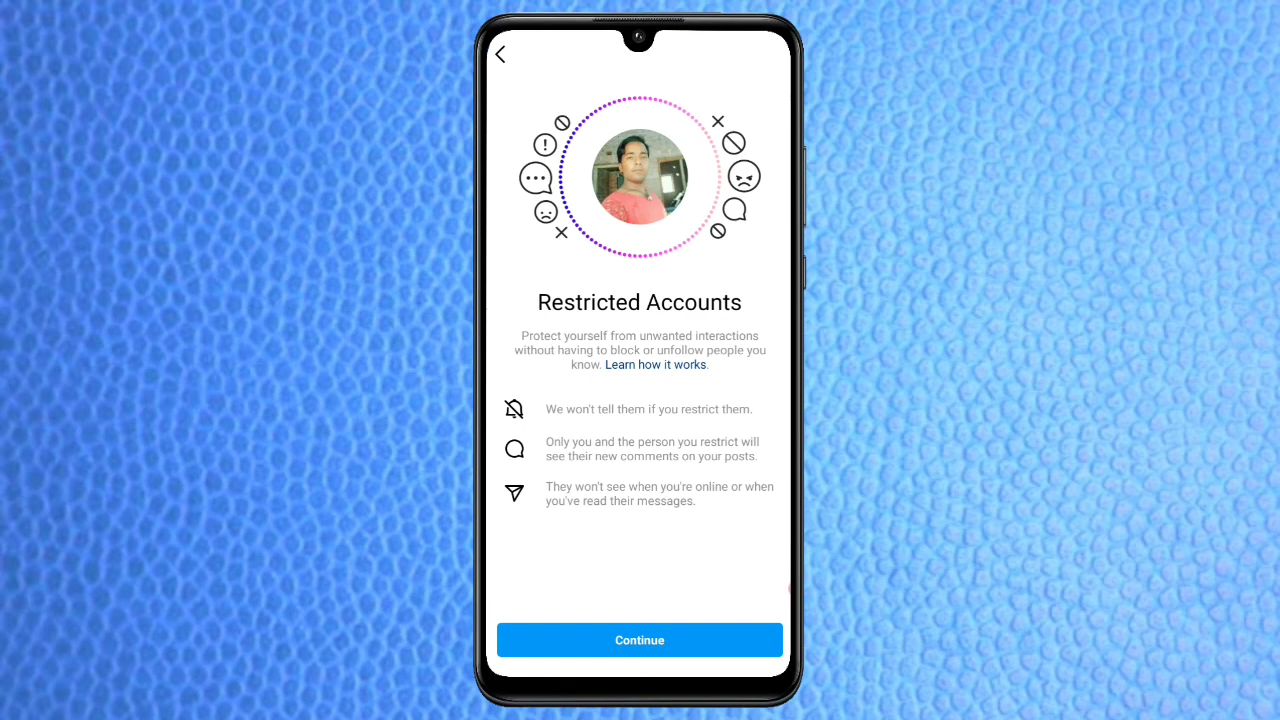 Restricted Accounts
Protect yourself from unwanted interactions
without having to block or unfollow people you
know. Learn how it works.
We won't tell them if you restrict them.
Only you and the person you restrict will
see their new comments on your posts.
They won't see when you're online or when
you've read their messages.
Continue